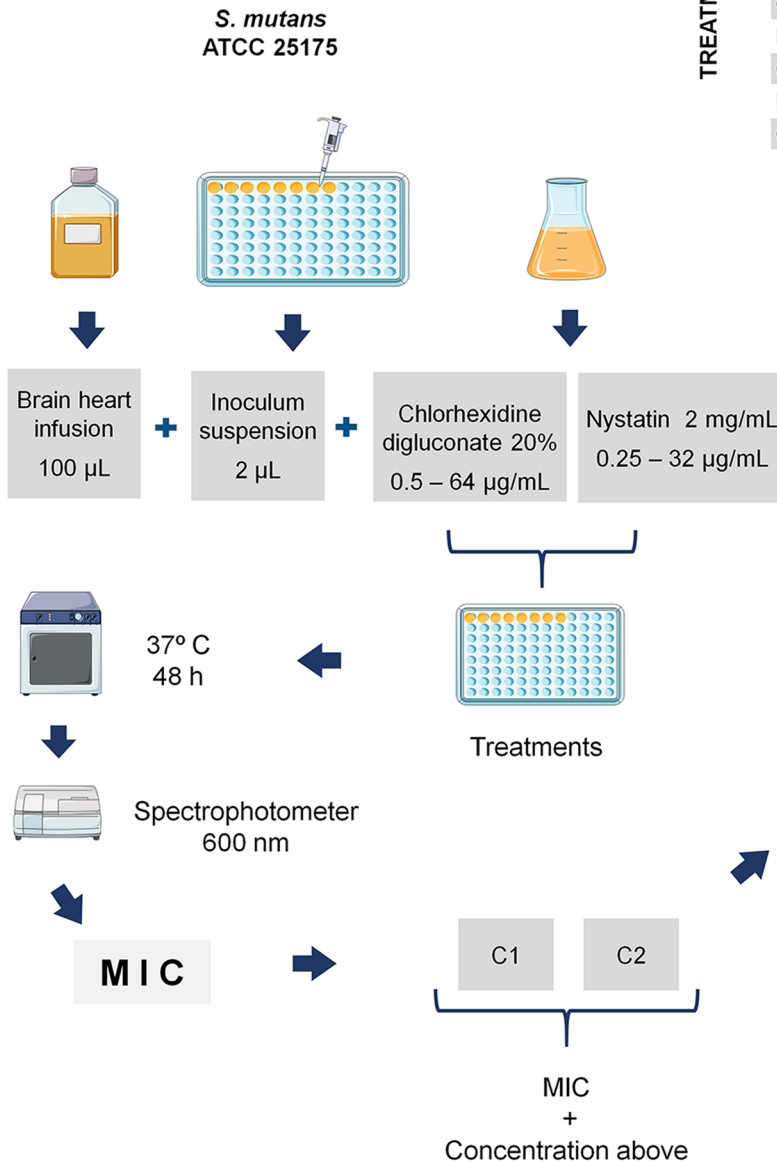 S. mutans
ATCC 25175
TREATM
Brain heart
infusion
100 µL
+
Inoculum
suspension
2 µL
+
Chlorhexidine
digluconate 20%
0.5 – 64 µg/mL
Nystatin 2 mg/mL
0.25 – 32 µg/mL
37º C
48 h
Treatments
Spectrophotometer
600 nm
M I C
C1
C2
MIC
+
Concentration above